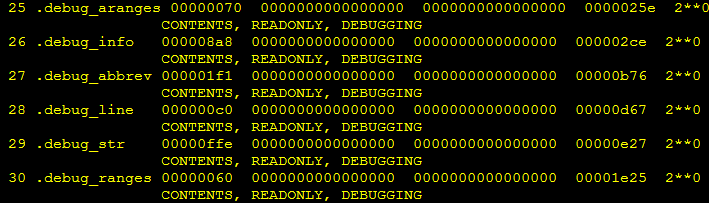 25 .debug_aranges 00000070  0000000000000000  0000000000000000  0000025e  2**0
CONTENTS, READONLY, DEBUGGING
26 .debug_info   000008a8  0000000000000000  0000000000000000  000002ce  2**0
CONTENTS, READONLY, DEBUGGING
27 .debug_abbrev 000001f1  0000000000000000  0000000000000000  00000b76  2**0
CONTENTS, READONLY, DEBUGGING
28 .debug_line   000000c0  0000000000000000  0000000000000000  00000d67  2**0
CONTENTS, READONLY, DEBUGGING
29 .debug_str    00000ffe  0000000000000000  0000000000000000  00000e27  2**0
CONTENTS, READONLY, DEBUGGING
30 .debug_ranges 00000060  0000000000000000  0000000000000000  00001e25  2**0
CONTENTS, READONLY, DEBUGGING